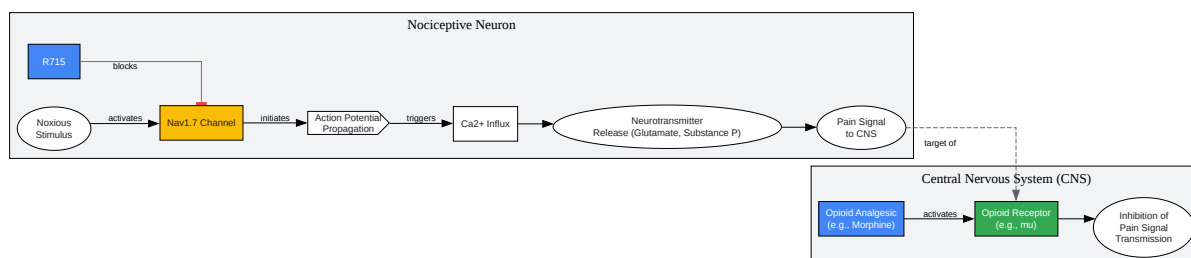 Nociceptive Neuron
R715
blocks
Noxious
Stimulus
activates
Nav1.7 Channel
initiates
Action Potential
Propagation
triggers
Ca2+ Influx
Neurotransmitter
Release (Glutamate, Substance P)
Pain Signal
to CNS
target of
Central Nervous System (CNS)
Opioid Analgesic
(e.g., Morphine)
activates
Opioid Receptor
(e.g., mu)
Inhibition of
Pain Signal
Transmission